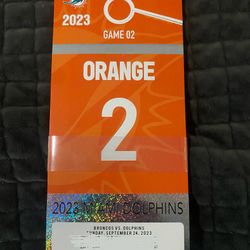 2023
GAME 02
ORANGE
2
2023 MIAMI DOLPHINS
BRONCOS VS. DOLPHINS
SUNDAY, SEPTEMBER 24, 2023